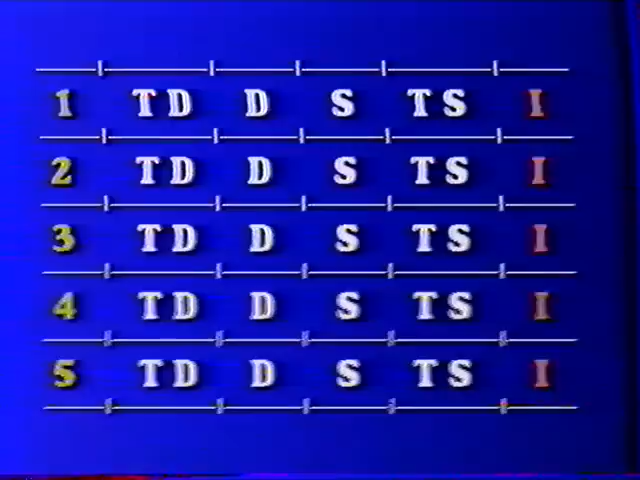 1 TD D S TS I
2 TD D S TS I
3 TD D S TS I
4 TD D S TS I
5 TD D S TS I